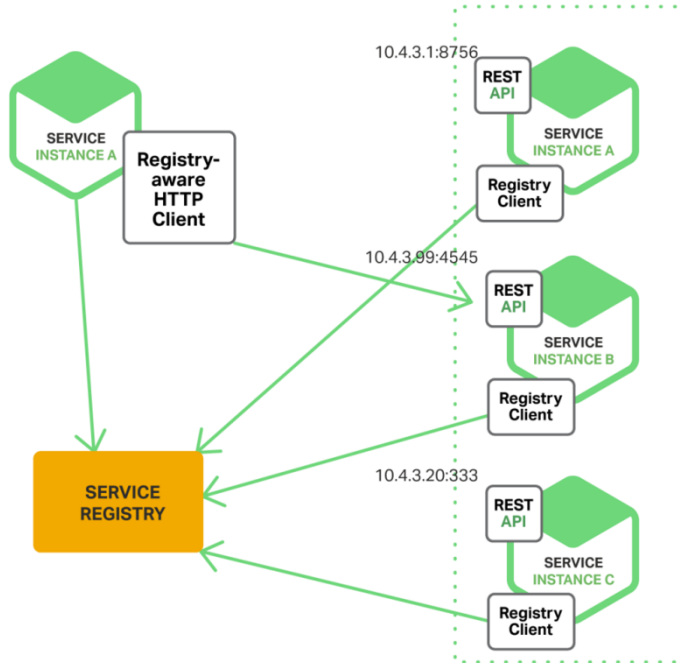 SERVICE
INSTANCE A
Registry-
aware
HTTP
Client
10.4.3.1:8756
REST
API
SERVICE
INSTANCE A
Registry
Client
10.4.3.99:4545
REST
API
SERVICE
INSTANCE B
Registry
Client
SERVICE
REGISTRY
10.4.3.20:333
REST
API
SERVICE
INSTANCE C
Registry
Client